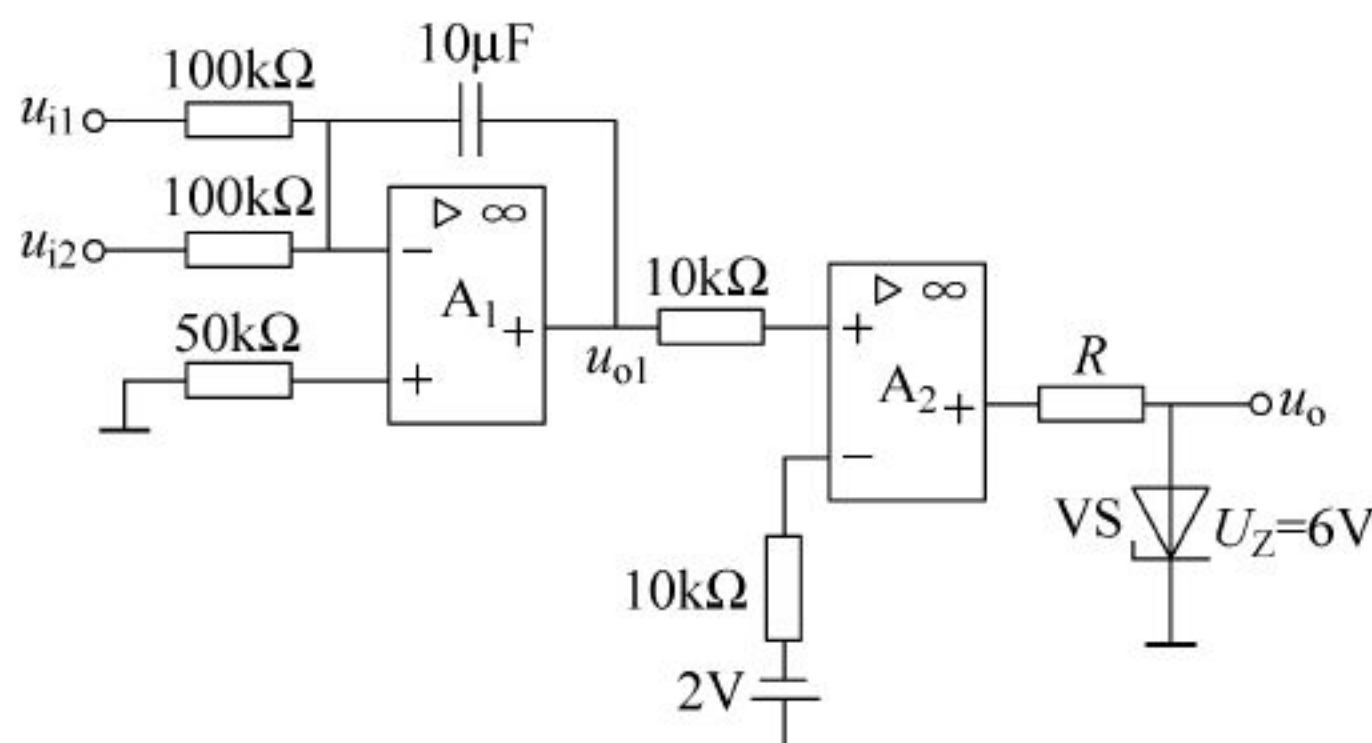 10μF
100kΩ
u_i1
100kΩ
▷ ∞
u_i2
−
A_1
+
50kΩ
+
u_o1
10kΩ
▷ ∞
+
A_2
+
−
R
u_o
VS
U_Z=6V
10kΩ
2V